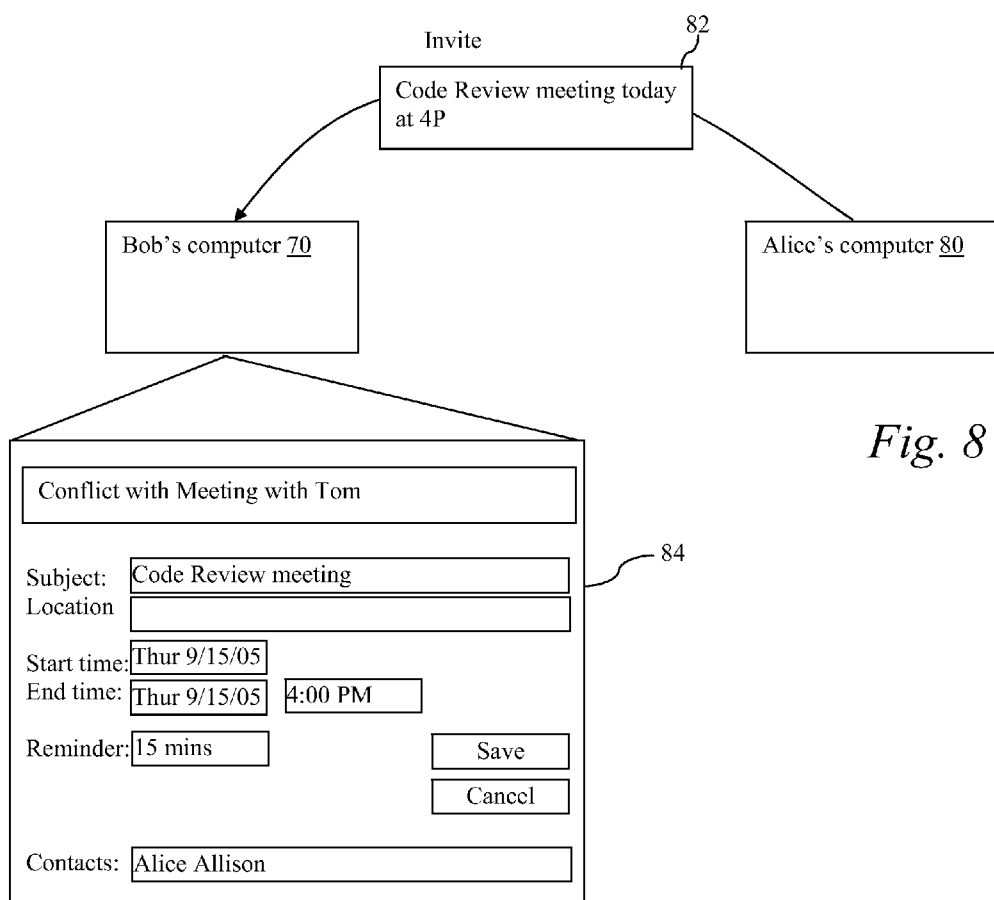 82
Invite
Code Review meeting today
at 4P
Bob's computer 70
Alice's computer 80
Fig. 8
Conflict with Meeting with Tom
84
Subject: Code Review meeting
Location
Start time: Thur 9/15/05
End time: Thur 9/15/05 4:00 PM
Reminder: 15 mins
Save
Cancel
Contacts: Alice Allison